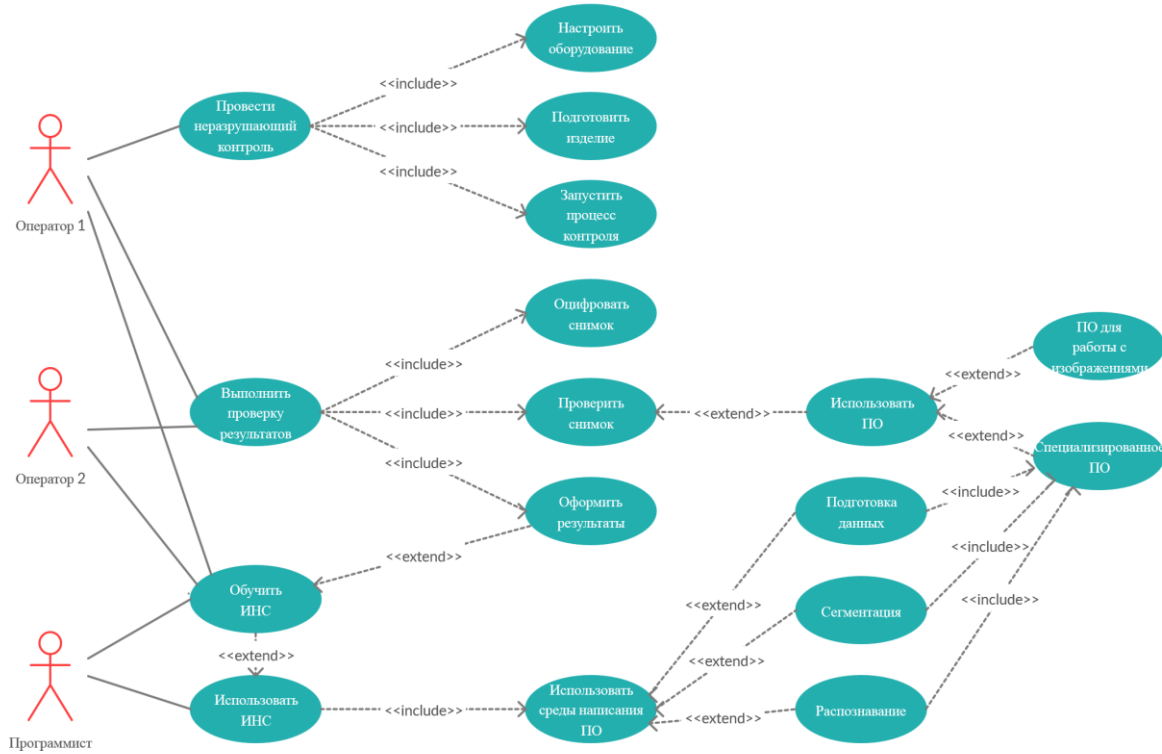 Настроить
оборудование
<<include>>
Провести
неразрушающий
контроль
<<include>>
Подготовить
изделие
<<include>>
Запустить
процесс
контроля
Оператор 1
Оцифровать
снимок
<<include>>
ПО для
работы с
изображениями
<<extend>>
Выполнить
проверку
результатов
<<include>>
Проверить
снимок
<<extend>>
Использовать
ПО
<<extend>>
Специализированное
ПО
Оператор 2
<<include>>
Оформить
результаты
Подготовка
данных
<<include>>
<<extend>>
<<include>>
Обучить
ИНС
<<extend>>
Сегментация
<<include>>
<<extend>>
<<extend>>
Использовать
ИНС
<<include>>
Использовать
среды написания
ПО
<<extend>>
Распознавание
Программист